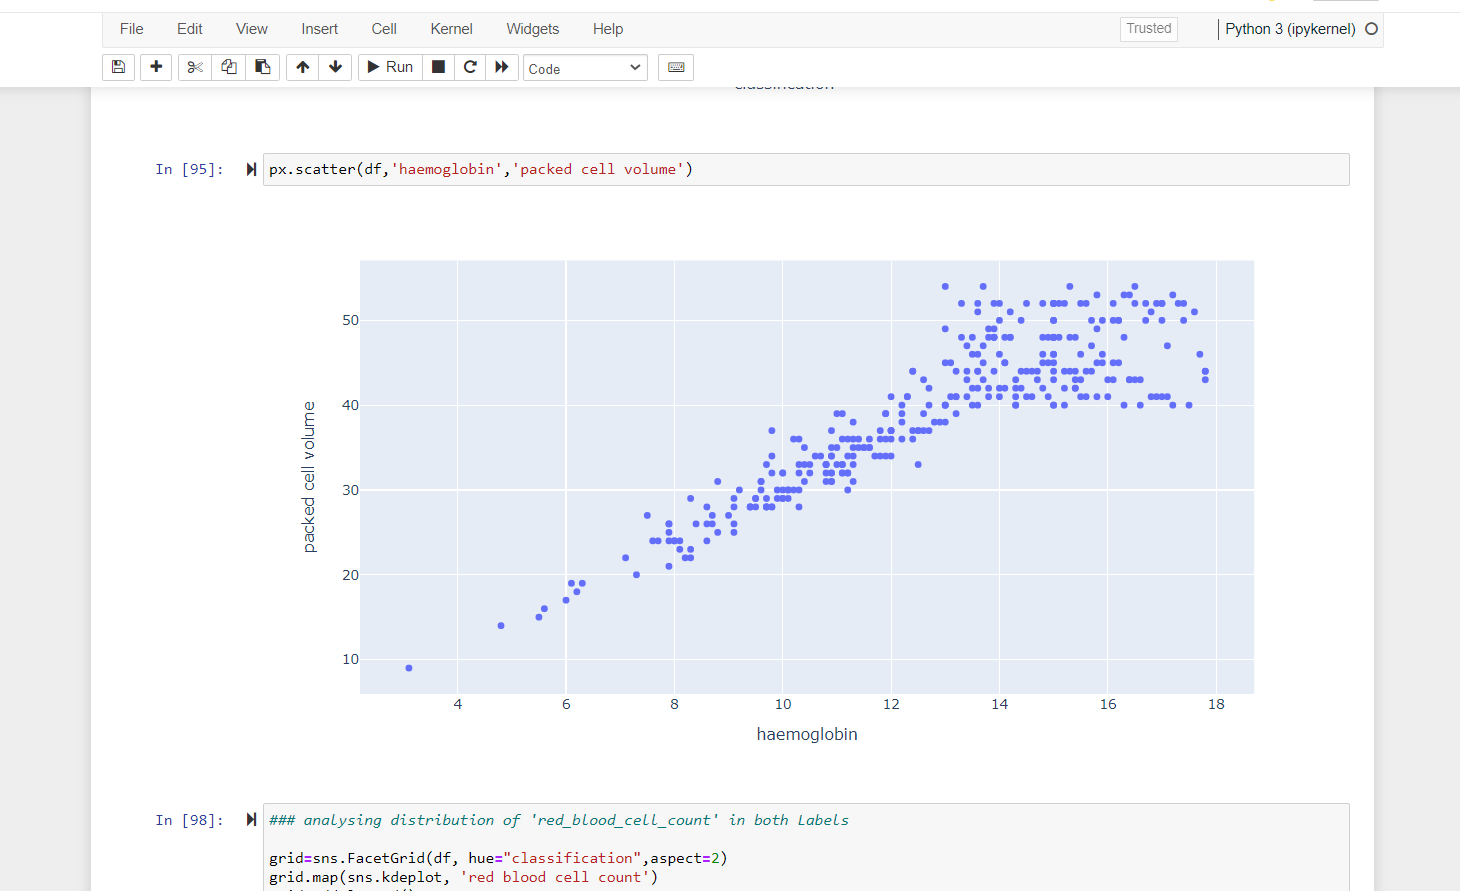 File Edit View Insert Cell Kernel Widgets Help Trusted Python 3 (ipykernel)
Run Code
classification
In [95]: px.scatter(df,'haemoglobin','packed cell volume')
50
40
30
20
10
packed cell volume
4 6 8 10 12 14 16 18
haemoglobin
In [98]: ### analysing distribution of 'red_blood_cell_count' in both Labels
grid=sns.FacetGrid(df, hue="classification",aspect=2)
grid.map(sns.kdeplot, 'red blood cell count')